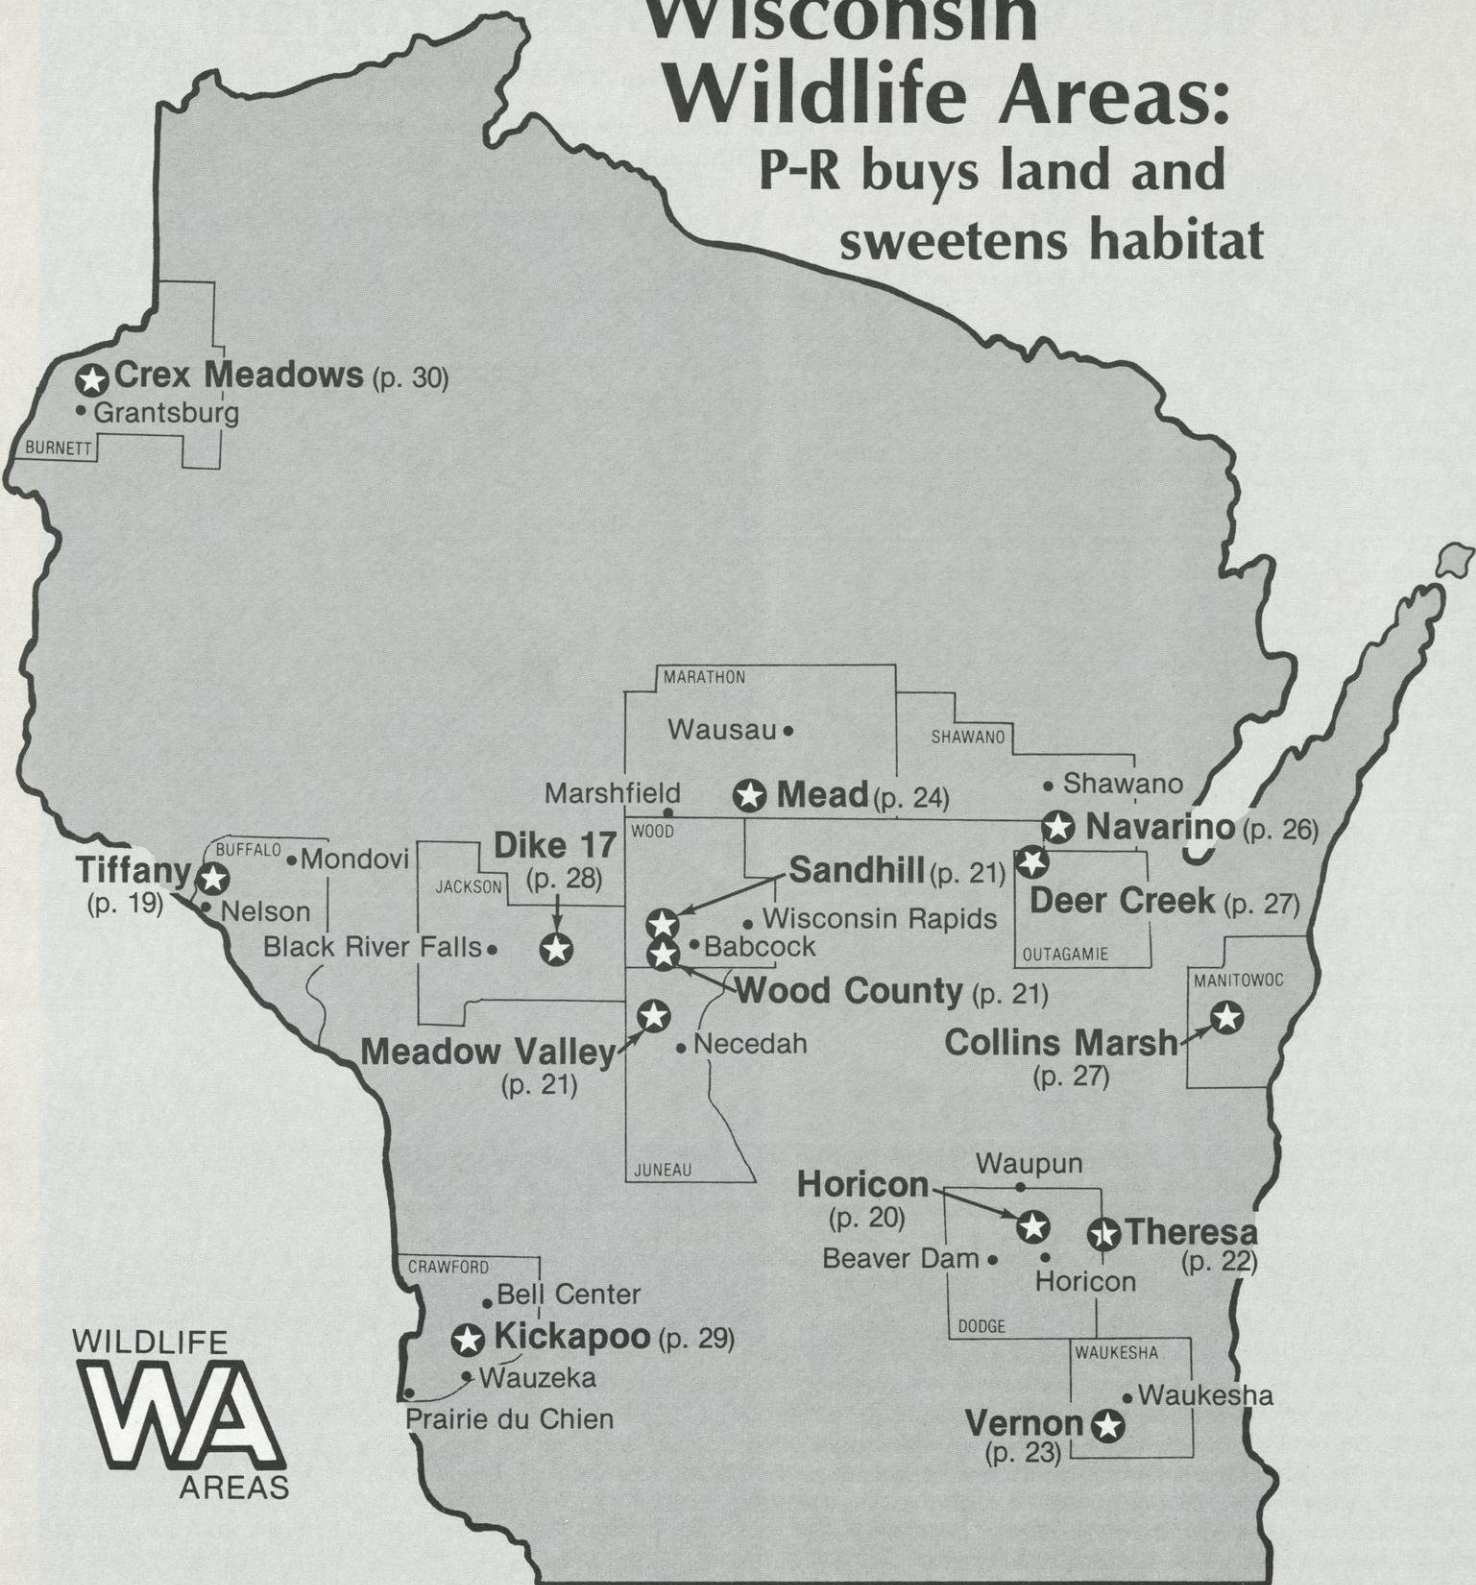 Wisconsin
Wildlife Areas:
P-R buys land and
sweetens habitat
Crex Meadows (p. 30)
Grantsburg
BURNETT
MARATHON
Wausau
SHAWANO
Shawano
Marshfield
Mead (p. 24)
Navarino (p. 26)
WOOD
Dike 17
(p. 28)
BUFFALO
Mondovi
Tiffany
(p. 19)
Nelson
JACKSON
Sandhill (p. 21)
Deer Creek (p. 27)
Wisconsin Rapids
Black River Falls
Babcock
OUTAGAMIE
Wood County (p. 21)
MANITOWOC
Meadow Valley
(p. 21)
Necedah
Collins Marsh
(p. 27)
JUNEAU
Waupun
Horicon
(p. 20)
Theresa
(p. 22)
Beaver Dam
Horicon
DODGE
CRAWFORD
Bell Center
Kickapoo (p. 29)
Wauzeka
Prairie du Chien
WAUKESHA
Waukesha
Vernon
(p. 23)
WILDLIFE
WA
AREAS